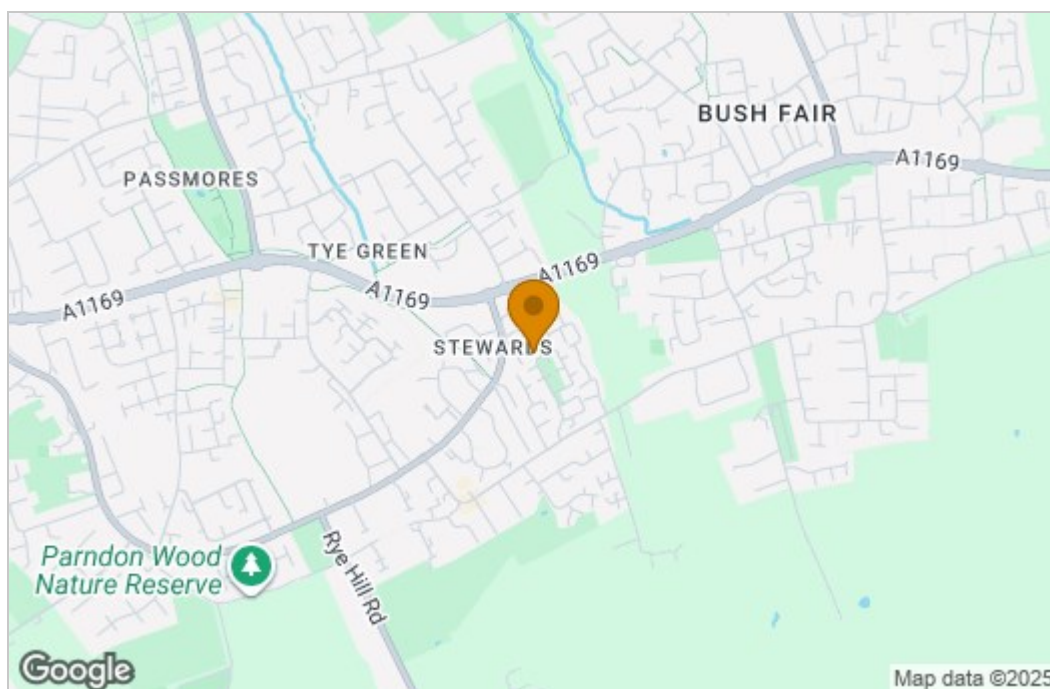 BUSH FAIR
A1169
PASSMORES
TYE GREEN
A1169
A1169
A1169
STEWARDS
Parndon Wood
Nature Reserve
Rye Hill Rd
Google
Map data ©2025